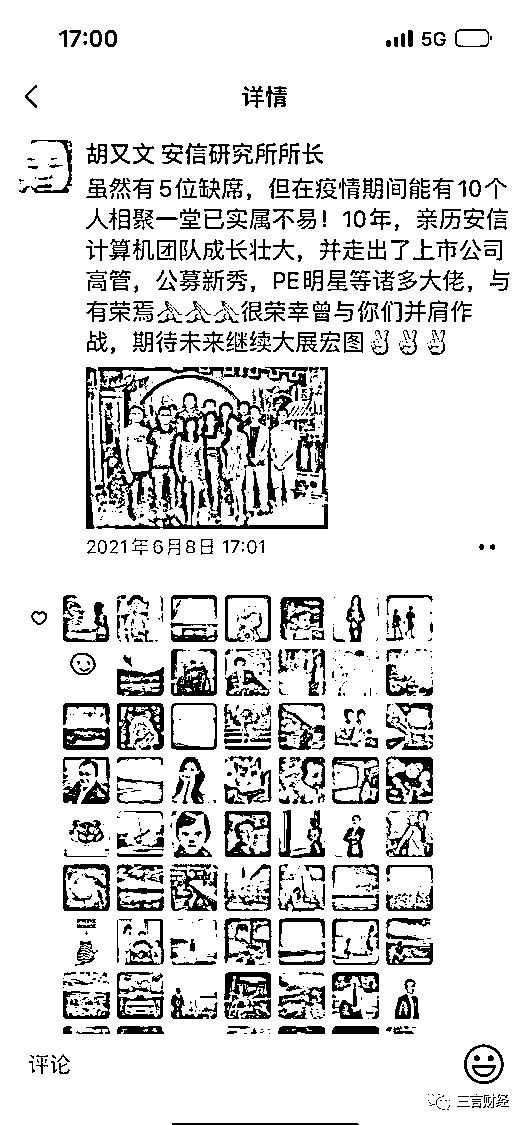 17:00
5G
详情
胡又文 安信研究所所长
虽然有5位缺席，但在疫情期间能有10个
人相聚一堂已实属不易！10年，亲历安信
计算机团队成长壮大，并走出了上市公司
高管，公募新秀，PE明星等诸多大佬，与
有荣焉🙏🙏🙏很荣幸曾与你们并肩作
战，期待未来继续大展宏图✌✌✌
2021年6月8日 17:01
评论
三言财经